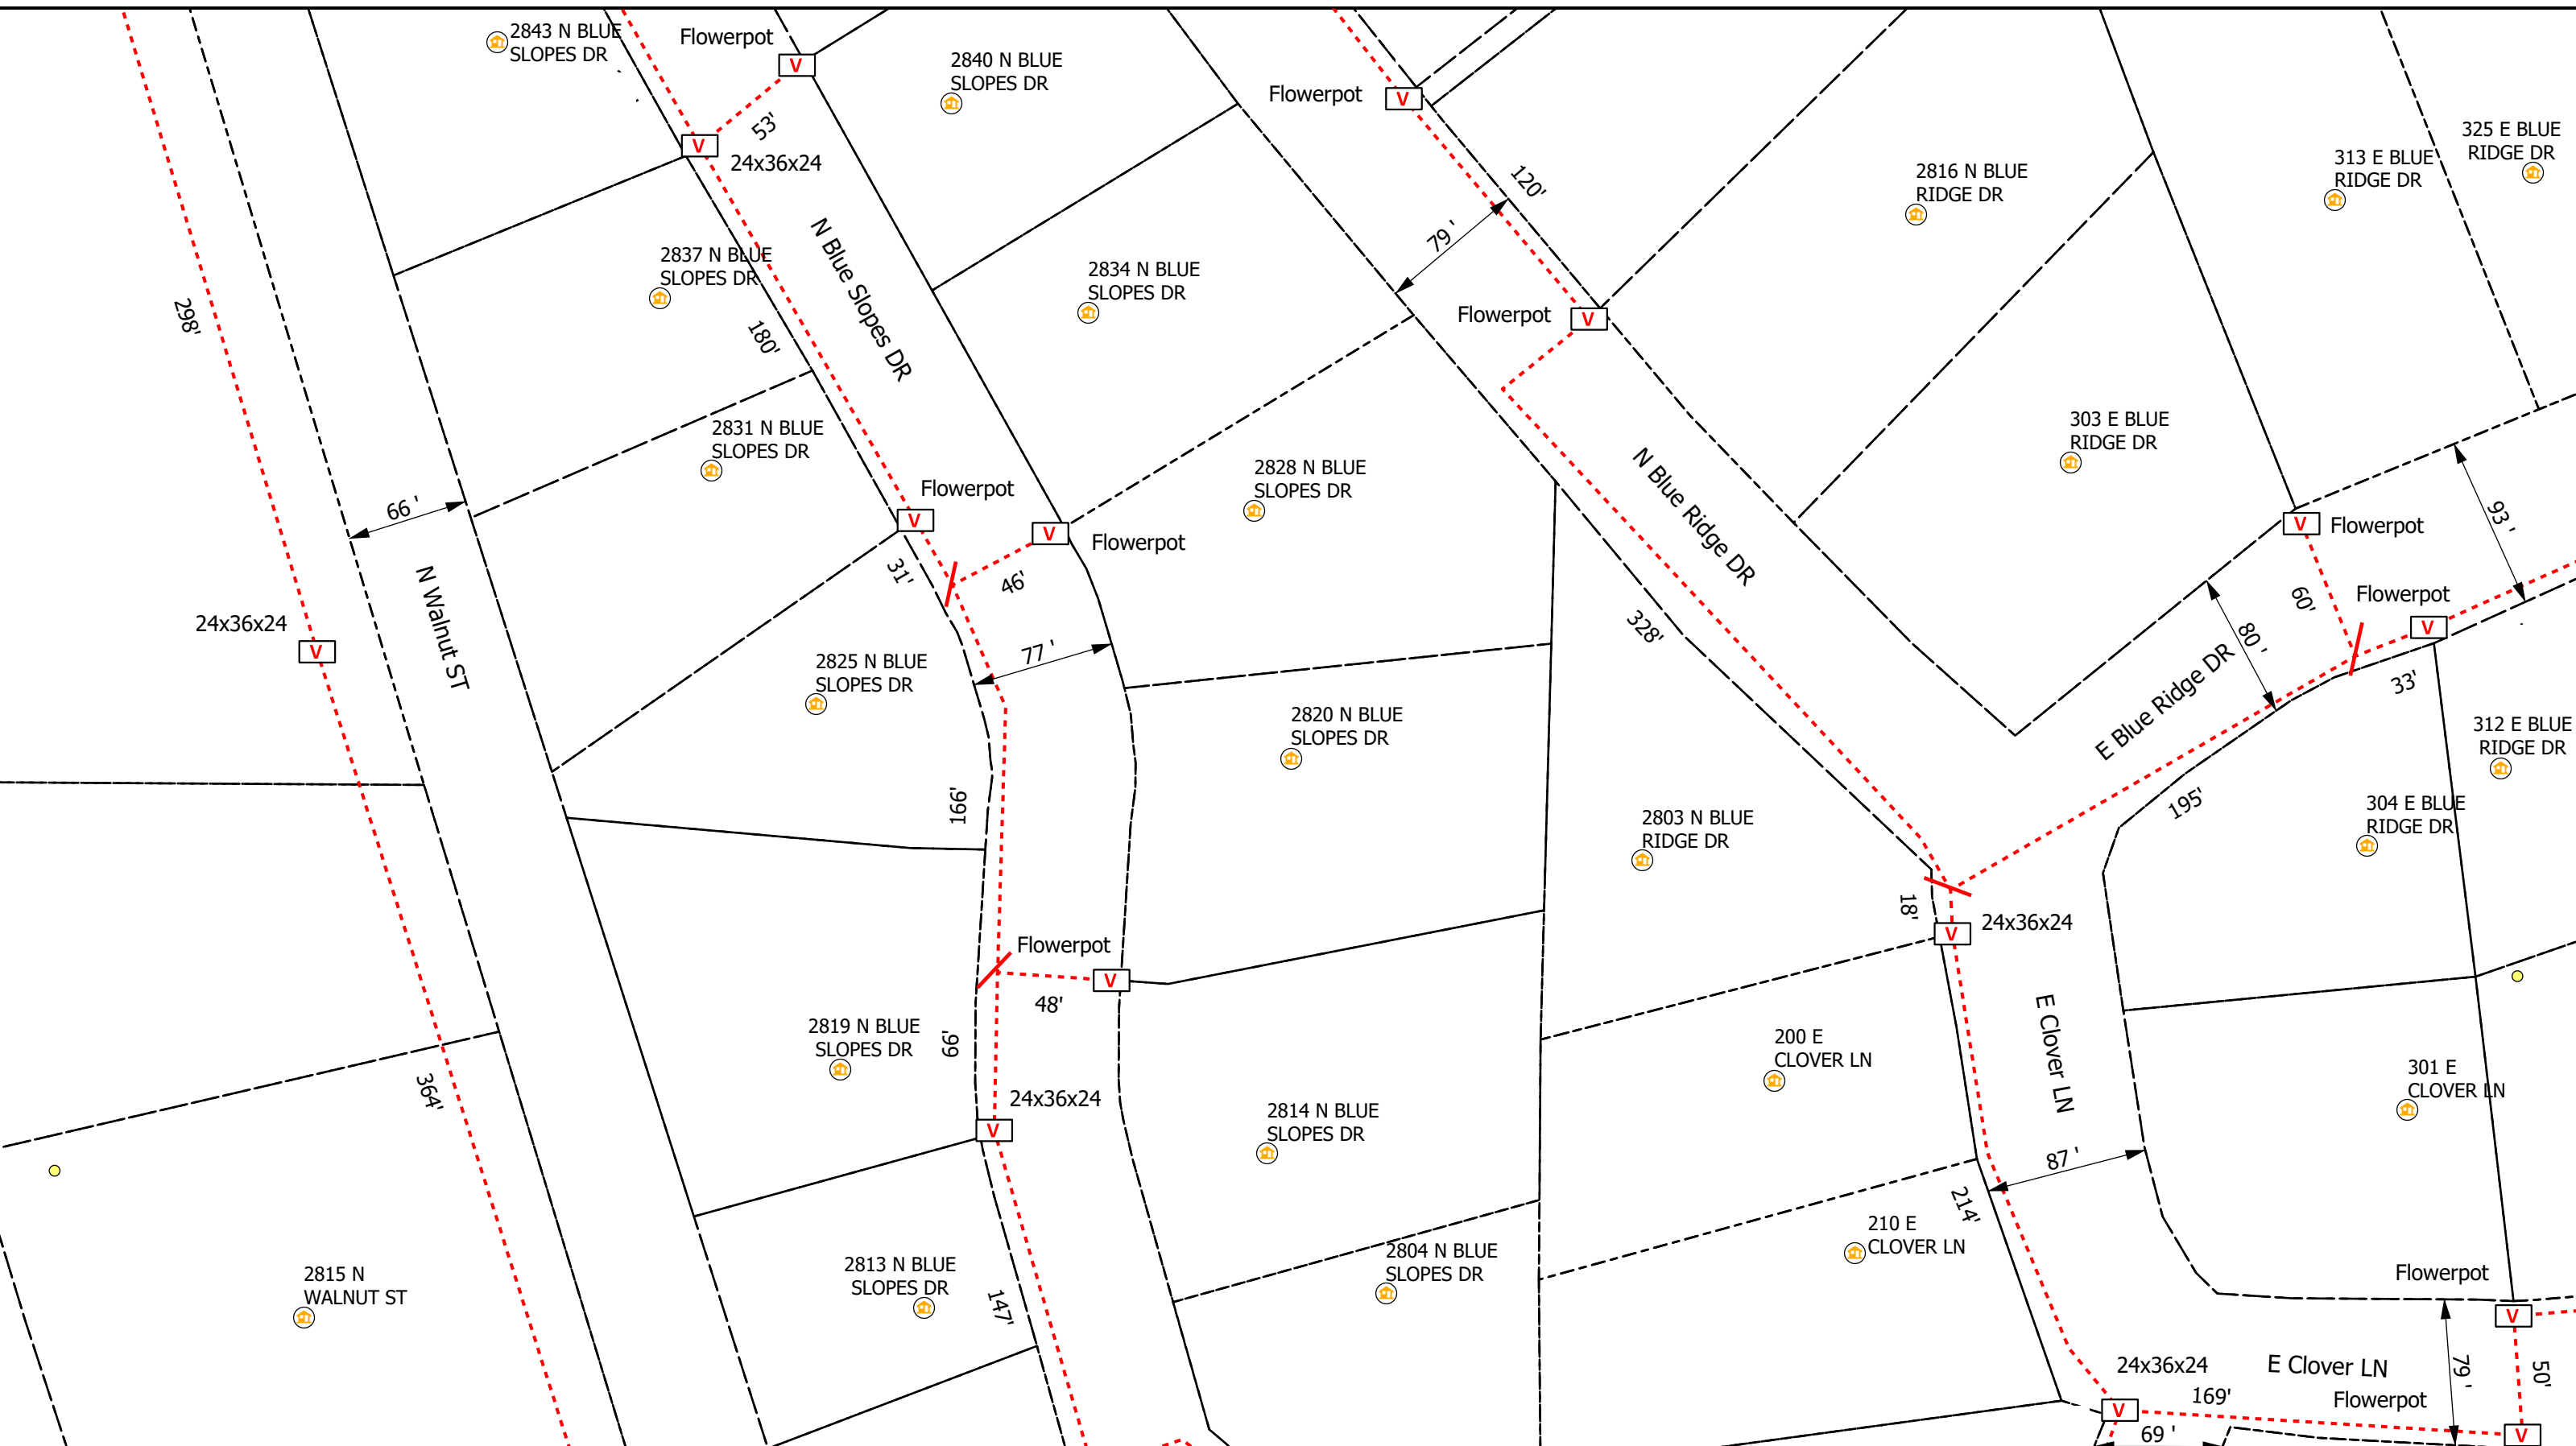 2843 N BLUE
SLOPES DR
Flowerpot
V
2840 N BLUE
SLOPES DR
Flowerpot
V
53'
V
24x36x24
325 E BLUE
RIDGE DR
313 E BLUE
RIDGE DR
2816 N BLUE
RIDGE DR
120'
79 '
2837 N BLUE
SLOPES DR
N Blue Slopes DR
2834 N BLUE
SLOPES DR
298'
180'
Flowerpot
V
2831 N BLUE
SLOPES DR
303 E BLUE
RIDGE DR
2828 N BLUE
SLOPES DR
N Blue Ridge DR
66 '
Flowerpot
V
V
Flowerpot
V
Flowerpot
93 '
31'
46'
N Walnut ST
24x36x24
V
60'
Flowerpot
V
328'
77 '
80 '
33'
2825 N BLUE
SLOPES DR
E Blue Ridge DR
2820 N BLUE
SLOPES DR
312 E BLUE
RIDGE DR
166'
195'
2803 N BLUE
RIDGE DR
304 E BLUE
RIDGE DR
18'
24x36x24
V
Flowerpot
V
48'
2819 N BLUE
SLOPES DR
69'
E Clover LN
200 E
CLOVER LN
301 E
CLOVER LN
364'
24x36x24
V
2814 N BLUE
SLOPES DR
87 '
214'
210 E
CLOVER LN
2804 N BLUE
SLOPES DR
2813 N BLUE
SLOPES DR
2815 N
WALNUT ST
147'
Flowerpot
V
24x36x24
V
E Clover LN
79 '
50'
169'
Flowerpot
V
69 '